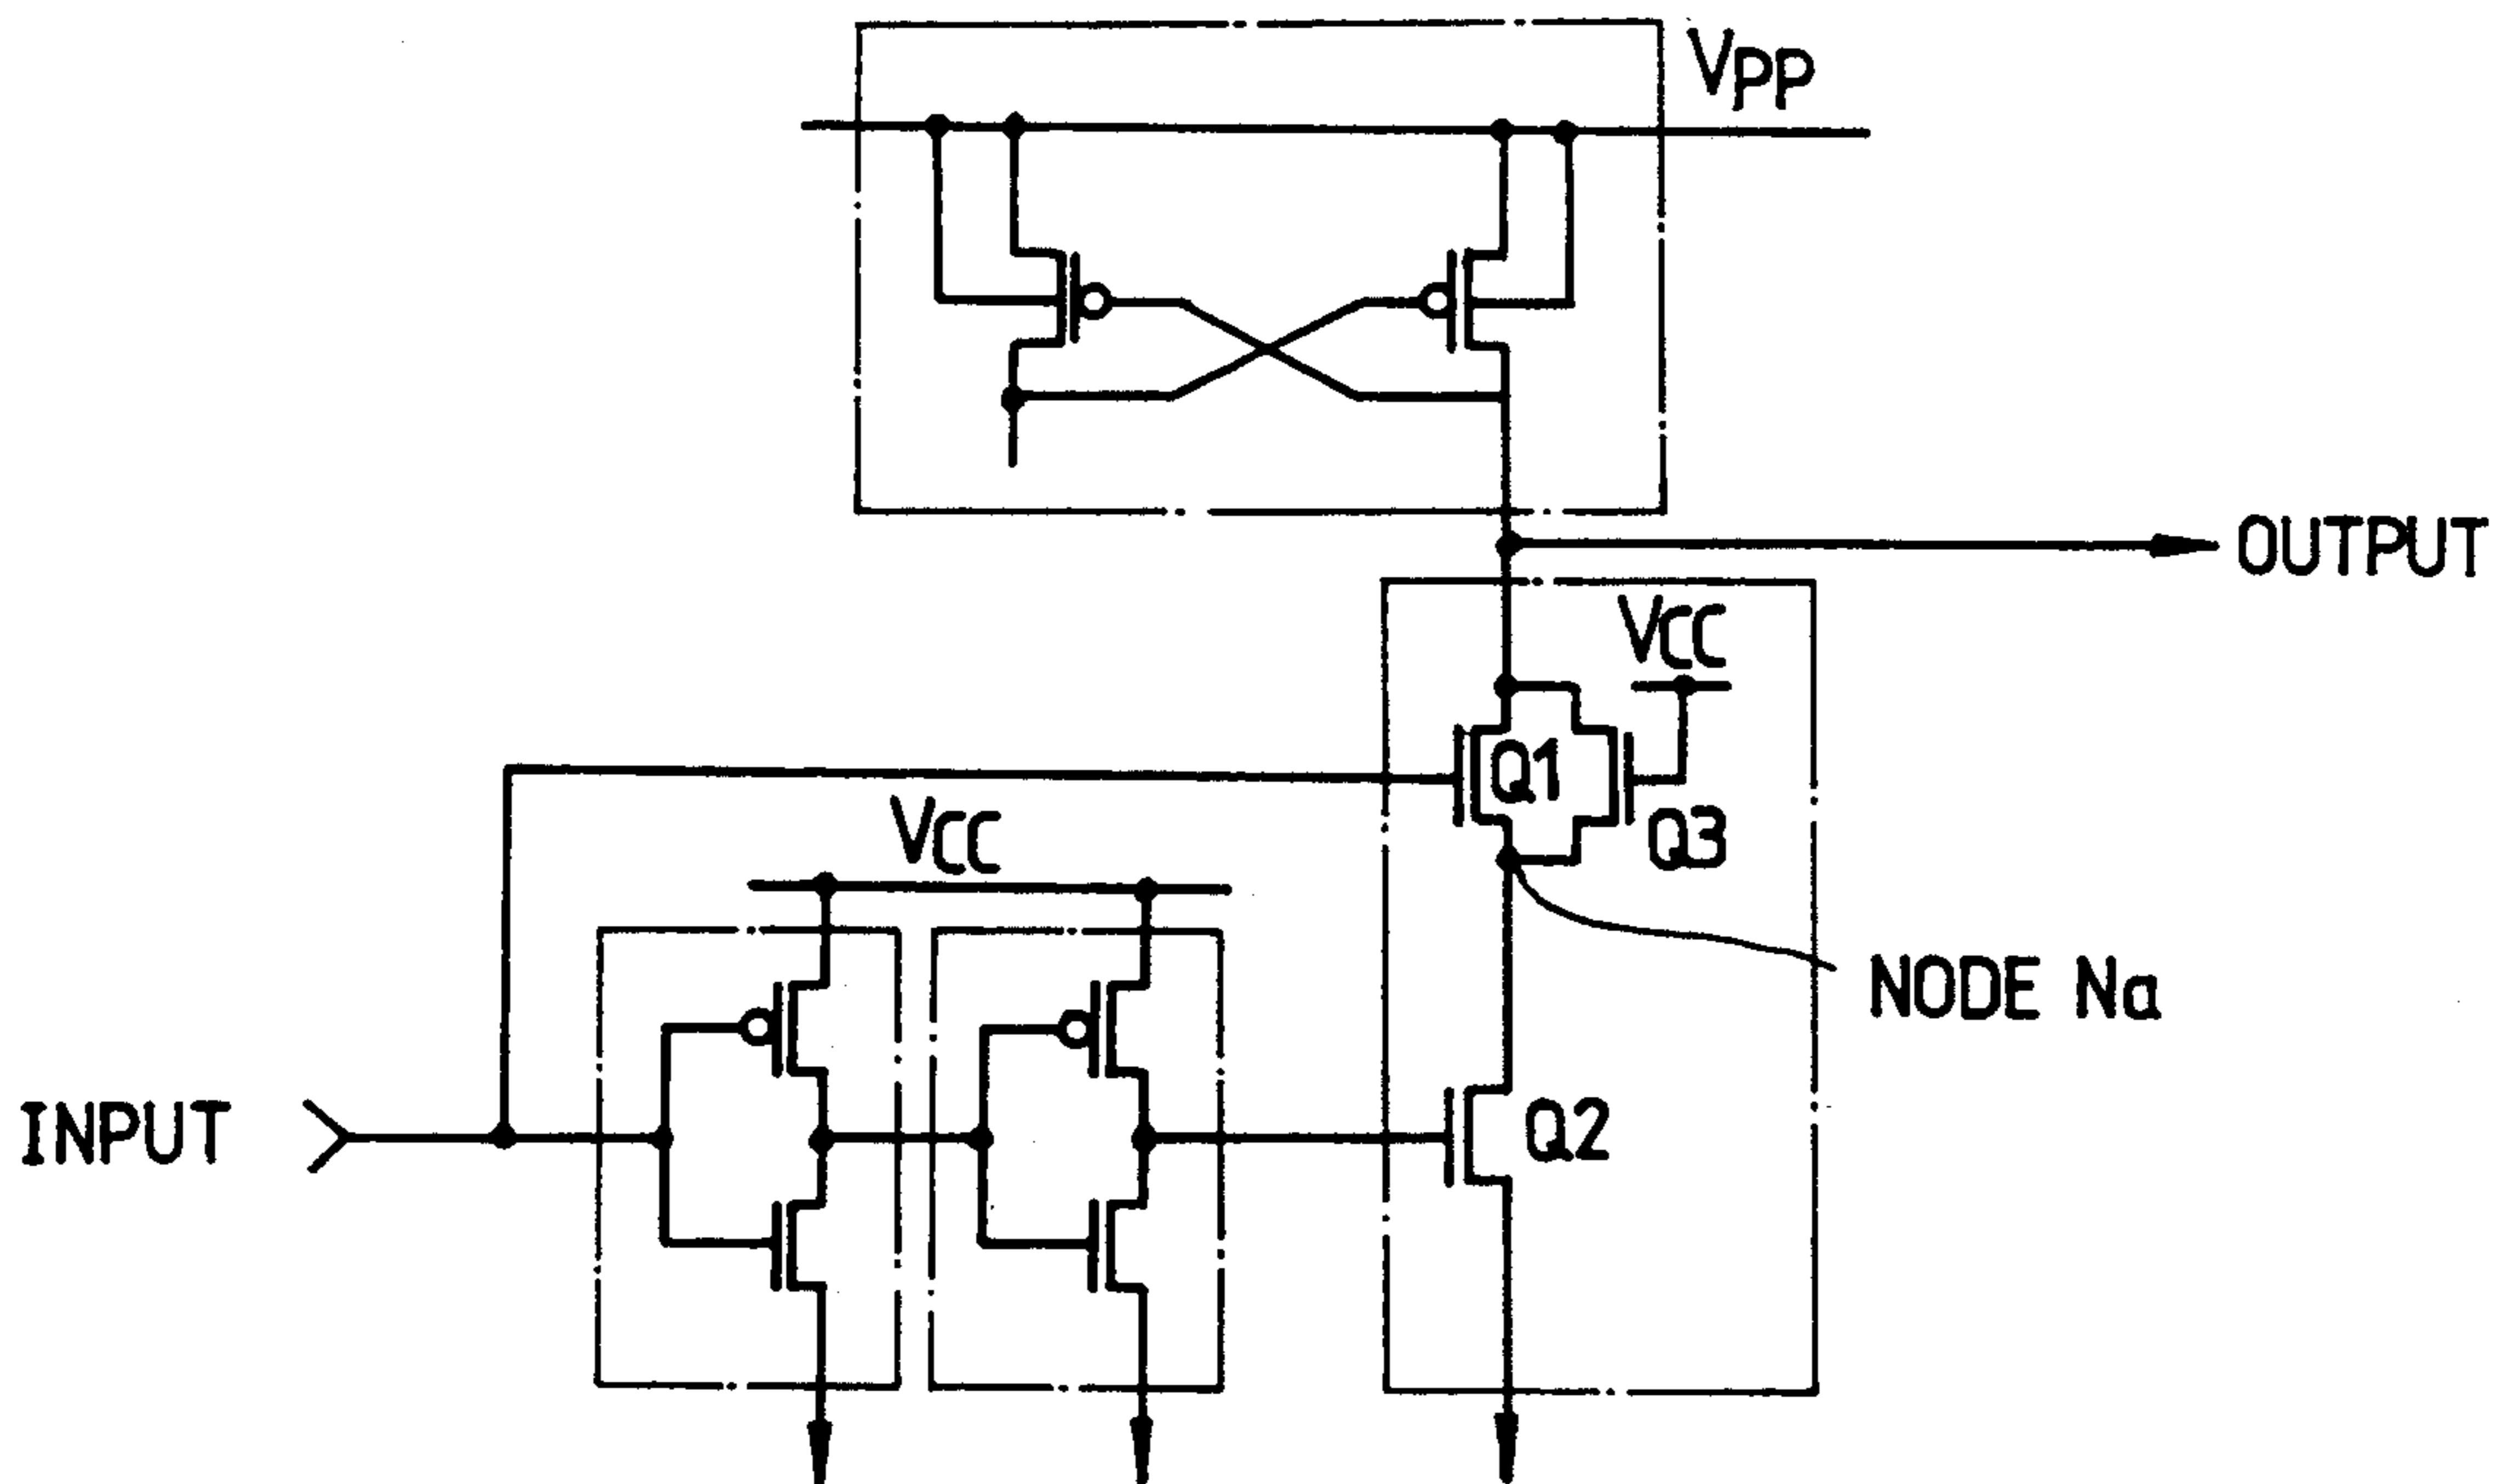 VPP
OUTPUT
VCC
Q1
VCC
Q3
NODE Na
INPUT
Q2